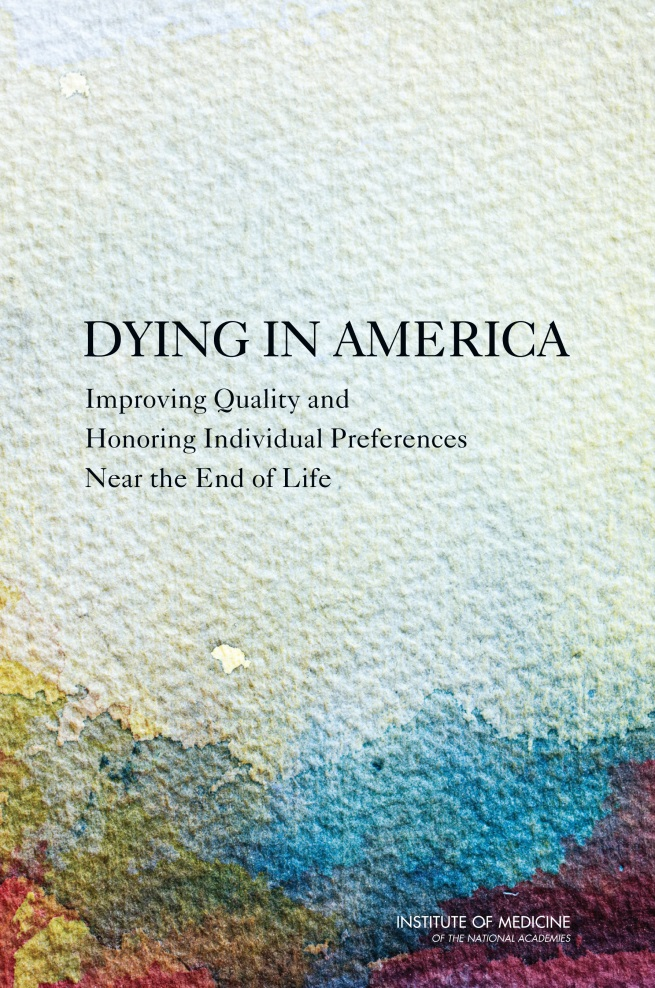 DYING IN AMERICA
Improving Quality and
Honoring Individual Preferences
Near the End of Life
INSTITUTE OF MEDICINE
OF THE NATIONAL ACADEMIES